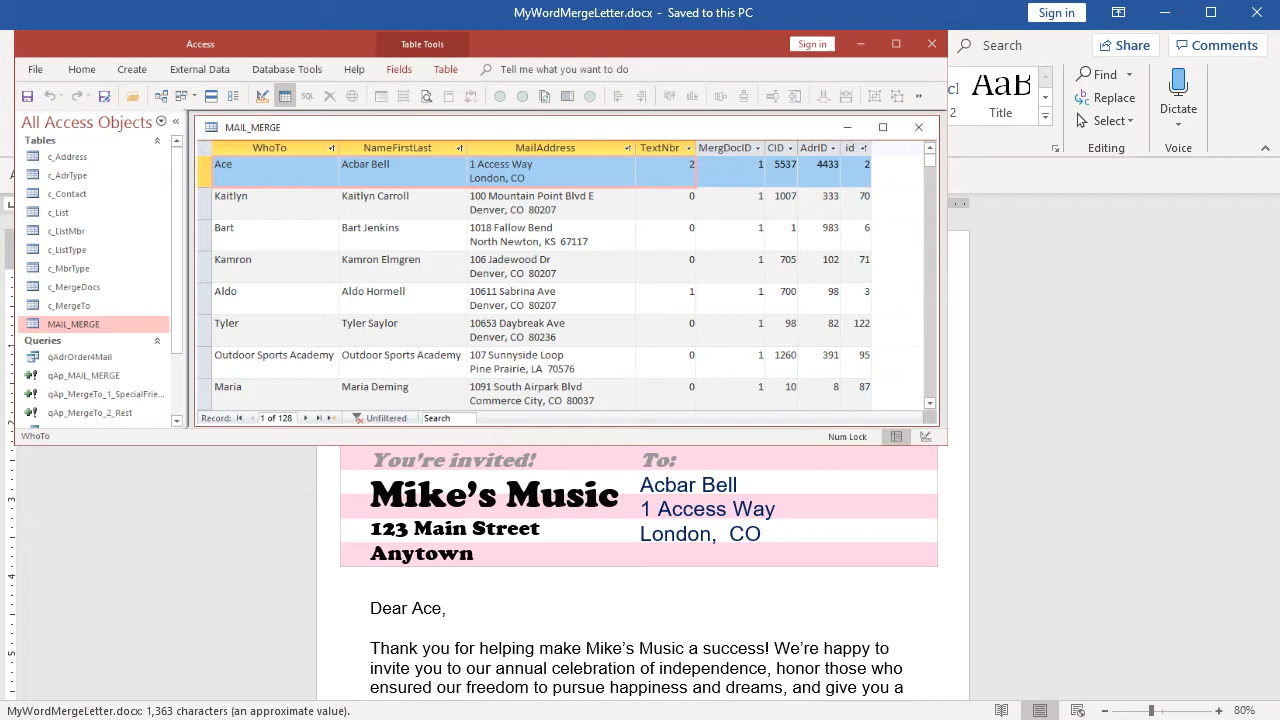 MyWordMergeLetter.docx - Saved to this PC
Sign in
Access
Table Tools
Sign in
Search
Share
Comments
File Home Create External Data Database Tools Help Fields Table Tell me what you want to do
Find
Replace
Select
Editing
AaB
Title
Dictate
Voice
cl
2
SQL
All Access Objects
Tables
c_Address
c_AdrType
c_Contact
c_List
c_ListMbr
c_ListType
c_MbrType
c_MergeDocs
c_MergeTo
MAIL_MERGE
Queries
qAdrOrder4Mail
qAp_MAIL_MERGE
qAp_MergeTo_1_SpecialFrie...
qAp_MergeTo_2_Rest
MAIL_MERGE
WhoTo NameFirstLast MailAddress TextNbr MergDocID CID AdrID id
Ace Acbar Bell 1 Access Way 2 1 5537 4433 2
London, CO
Kaitlyn Kaitlyn Carroll 100 Mountain Point Blvd E 0 1 1007 333 70
Denver, CO 80207
Bart Bart Jenkins 1018 Fallow Bend 0 1 1 983 6
North Newton, KS 67117
Kamron Kamron Elmgren 106 Jadewood Dr 0 1 705 102 71
Denver, CO 80207
Aldo Aldo Hormell 10611 Sabrina Ave 1 1 700 98 3
Denver, CO 80207
Tyler Tyler Saylor 10653 Daybreak Ave 0 1 98 82 122
Denver, CO 80236
Outdoor Sports Academy Outdoor Sports Academy 107 Sunnyside Loop 0 1 1260 391 95
Pine Prairie, LA 70576
Maria Maria Deming 1091 South Airpark Blvd 0 1 10 8 87
Commerce City, CO 80037
Record: 1 of 128 Unfiltered Search
WhoTo
Num Lock
You're invited!
Mike's Music
123 Main Street
Anytown
To:
Acbar Bell
1 Access Way
London, CO
Dear Ace,
Thank you for helping make Mike's Music a success! We're happy to
invite you to our annual celebration of independence, honor those who
ensured our freedom to pursue happiness and dreams, and give you a
2
3
4
5
MyWordMergeLetter.docx: 1,363 characters (an approximate value).
80%